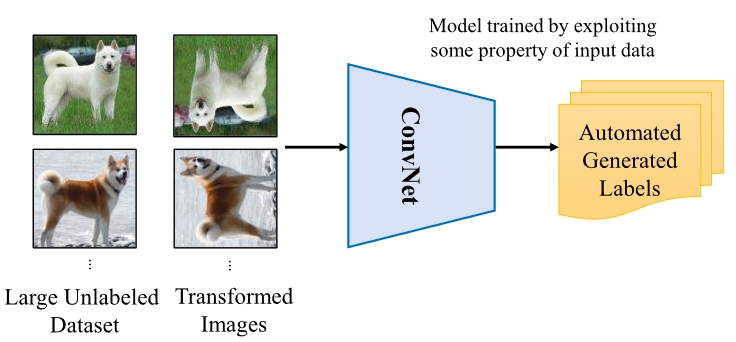 Model trained by exploiting
some property of input data
ConvNet
Automated
Generated
Labels
Large Unlabeled
Dataset
Transformed
Images